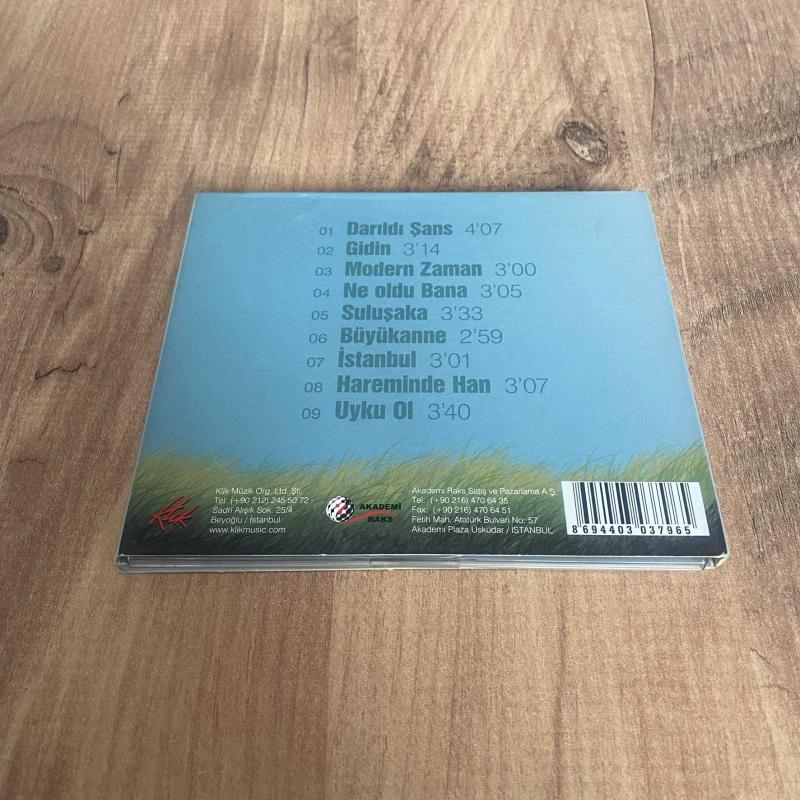 01 Darıldı Şans 4'07
02 Gidin 3'14
03 Modern Zaman 3'00
04 Ne oldu Bana 3'05
05 Suluşaka 3'33
06 Büyükanne 2'59
07 İstanbul 3'01
08 Hareminde Han 3'07
09 Uyku Ol 3'40
Klik
Klik Müzik Org. Ltd. Şti.
Tel: (+90 212) 245 50 72
Sadri Alışık Sok. 25/4
Beyoğlu / İstanbul
www.klikmusic.com
AKADEMİ
RAKS
Akademi Raks Satış ve Pazarlama A.Ş.
Tel: (+90 216) 470 64 35
Fax: (+90 216) 470 64 51
Fetih Mah. Atatürk Bulvarı No: 57
Akademi Plaza Üsküdar / İSTANBUL
8 694403 037965